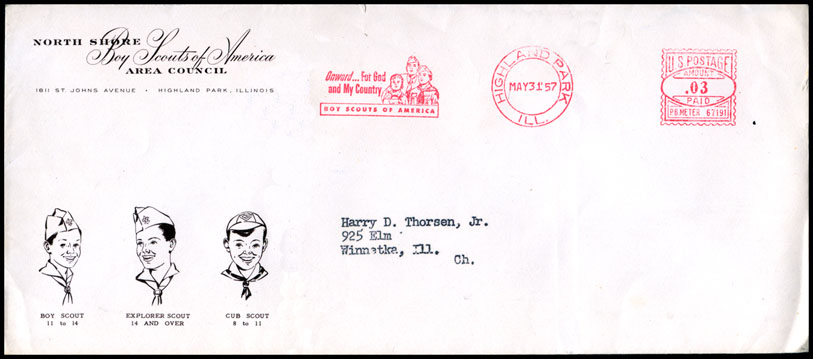 NORTH SHORE
Boy Scouts of America
AREA COUNCIL
1811 ST. JOHNS AVENUE • HIGHLAND PARK, ILLINOIS
Onward... For God
and My Country
BOY SCOUTS OF AMERICA
HIGHLAND PARK
MAY 31 '57
ILL.
U.S. POSTAGE
AMOUNT
.03
PAID
P.B. METER 67191
Harry D. Thorsen, Jr.
925 Elm
Winnetka, Ill.
Ch.
BOY SCOUT
11 to 14
EXPLORER SCOUT
14 AND OVER
CUB SCOUT
8 to 11